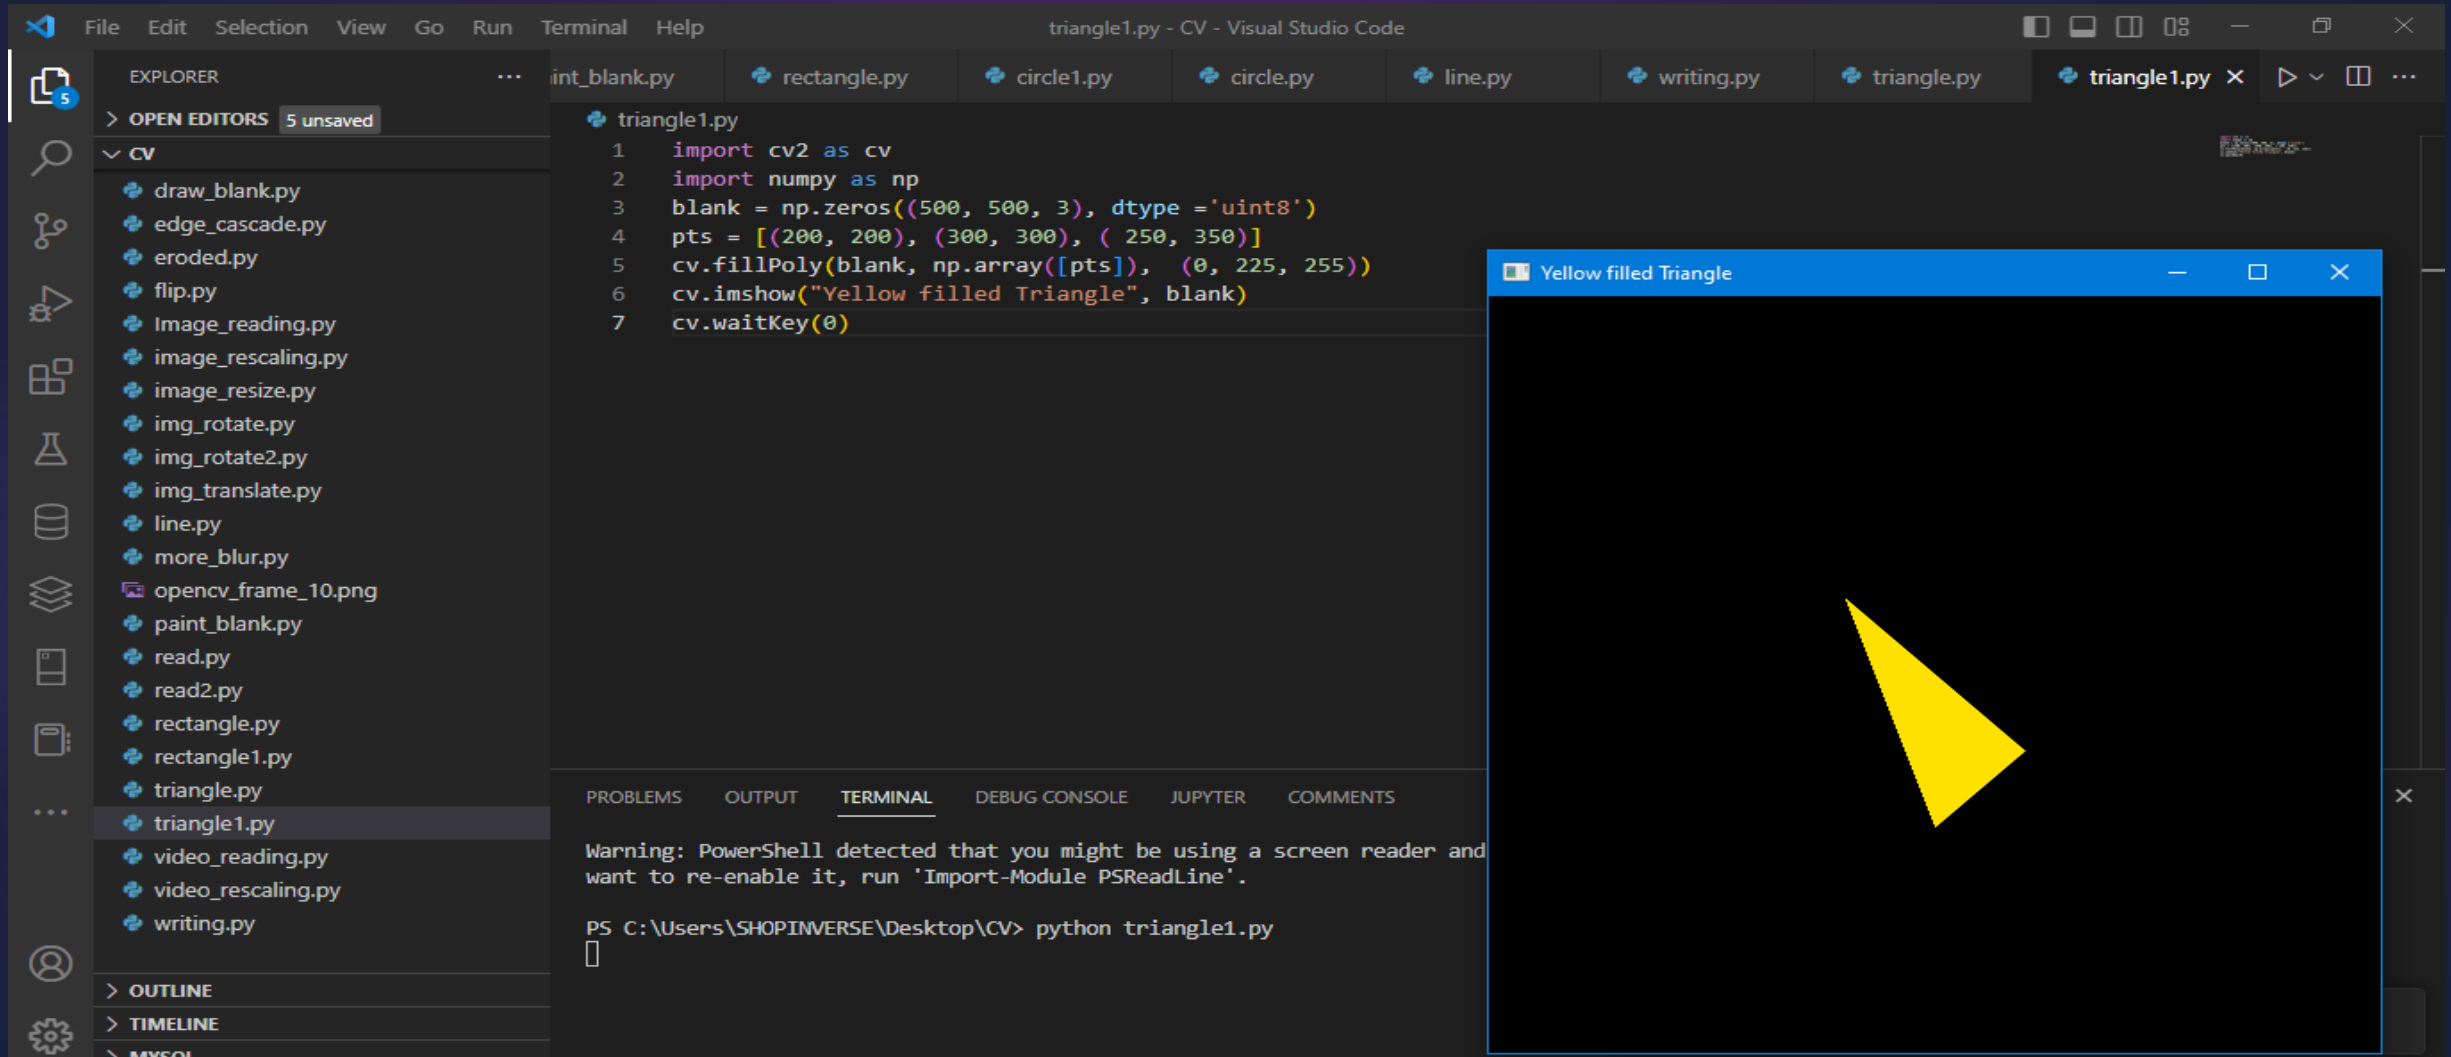 File Edit Selection View Go Run Terminal Help
triangle1.py - CV - Visual Studio Code
EXPLORER
int_blank.py rectangle.py circle1.py circle.py line.py writing.py triangle.py triangle1.py
5
OPEN EDITORS 5 unsaved
CV
draw_blank.py
edge_cascade.py
eroded.py
flip.py
Image_reading.py
image_rescaling.py
image_resize.py
img_rotate.py
img_rotate2.py
img_translate.py
line.py
more_blur.py
opencv_frame_10.png
paint_blank.py
read.py
read2.py
rectangle.py
rectangle1.py
triangle.py
triangle1.py
video_reading.py
video_rescaling.py
writing.py
OUTLINE
TIMELINE
MYSQL
triangle1.py
1 import cv2 as cv
2 import numpy as np
3 blank = np.zeros((500, 500, 3), dtype ='uint8')
4 pts = [(200, 200), (300, 300), ( 250, 350)]
5 cv.fillPoly(blank, np.array([pts]),  (0, 225, 255))
6 cv.imshow("Yellow filled Triangle", blank)
7 cv.waitKey(0)
Yellow filled Triangle
PROBLEMS OUTPUT TERMINAL DEBUG CONSOLE JUPYTER COMMENTS
Warning: PowerShell detected that you might be using a screen reader and
want to re-enable it, run 'Import-Module PSReadLine'.
PS C:\Users\SHOPINVERSE\Desktop\CV> python triangle1.py